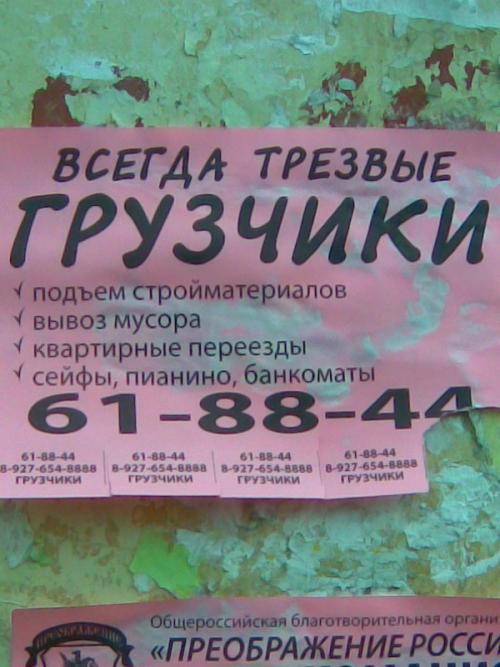 ВСЕГДА ТРЕЗВЫЕ
ГРУЗЧИКИ
✓ подъем стройматериалов
✓ вывоз мусора
✓ квартирные переезды
✓ сейфы, пианино, банкоматы
61-88-44
61-88-44
8-927-654-8888
ГРУЗЧИКИ
61-88-44
8-927-654-8888
ГРУЗЧИКИ
61-88-44
8-927-654-8888
ГРУЗЧИКИ
61-88-44
8-927-654-8888
ГРУЗЧИКИ
ПРЕОБРАЖЕНИЕ
Общероссийская благотворительная органи
«ПРЕОБРАЖЕНИЕ РОССИ